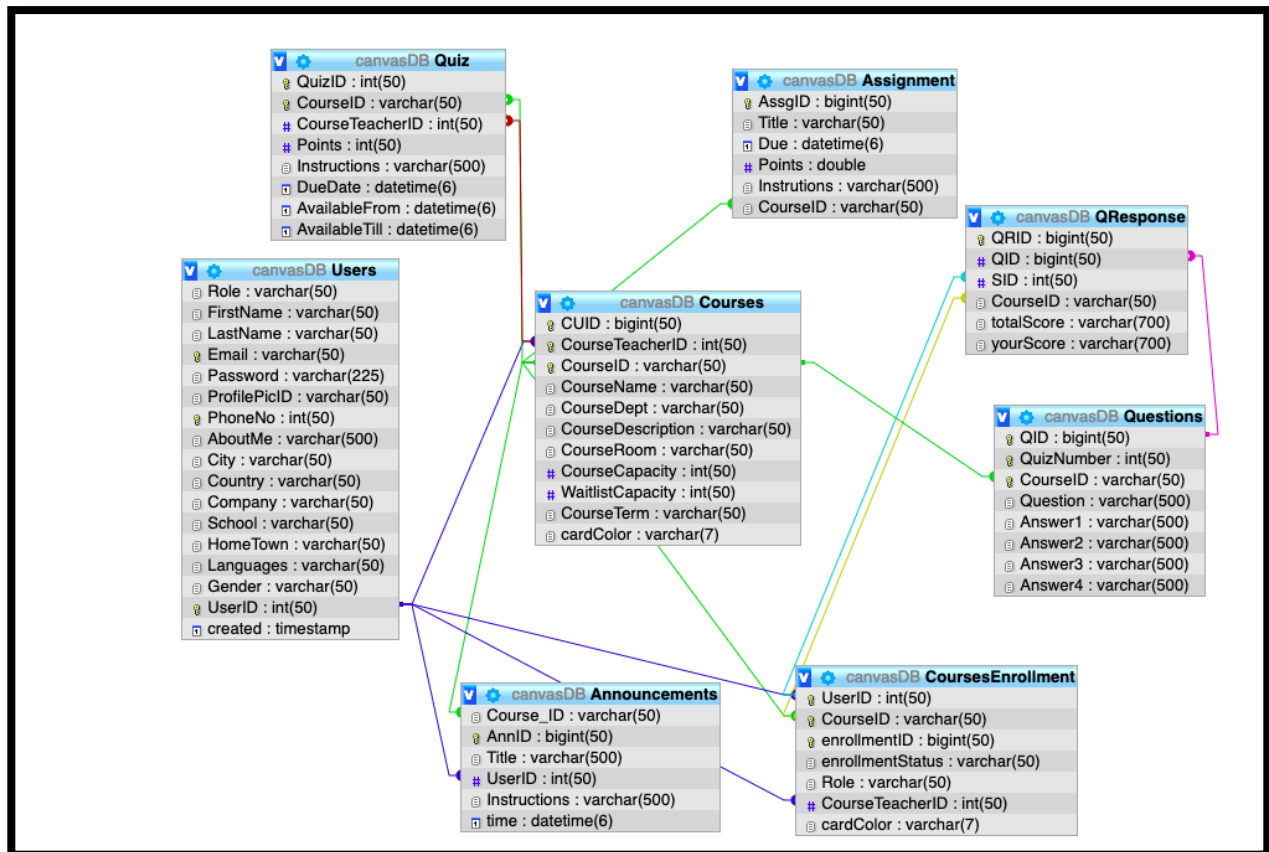 canvasDB Quiz
QuizID : int(50)
CourseID : varchar(50)
CourseTeacherID : int(50)
Points : int(50)
Instructions : varchar(500)
DueDate : datetime(6)
AvailableFrom : datetime(6)
AvailableTill : datetime(6)
canvasDB Assignment
AssgID : bigint(50)
Title : varchar(50)
Due : datetime(6)
Points : double
Instrutions : varchar(500)
CourseID : varchar(50)
canvasDB QResponse
QRID : bigint(50)
QID : bigint(50)
SID : int(50)
CourseID : varchar(50)
totalScore : varchar(700)
yourScore : varchar(700)
canvasDB Users
Role : varchar(50)
FirstName : varchar(50)
LastName : varchar(50)
Email : varchar(50)
Password : varchar(225)
ProfilePicID : varchar(50)
PhoneNo : int(50)
AboutMe : varchar(500)
City : varchar(50)
Country : varchar(50)
Company : varchar(50)
School : varchar(50)
HomeTown : varchar(50)
Languages : varchar(50)
Gender : varchar(50)
UserID : int(50)
created : timestamp
canvasDB Courses
CUID : bigint(50)
CourseTeacherID : int(50)
CourseID : varchar(50)
CourseName : varchar(50)
CourseDept : varchar(50)
CourseDescription : varchar(50)
CourseRoom : varchar(50)
CourseCapacity : int(50)
WaitlistCapacity : int(50)
CourseTerm : varchar(50)
cardColor : varchar(7)
canvasDB Questions
QID : bigint(50)
QuizNumber : int(50)
CourseID : varchar(50)
Question : varchar(500)
Answer1 : varchar(500)
Answer2 : varchar(500)
Answer3 : varchar(500)
Answer4 : varchar(500)
canvasDB Announcements
Course_ID : varchar(50)
AnnID : bigint(50)
Title : varchar(500)
UserID : int(50)
Instructions : varchar(500)
time : datetime(6)
canvasDB CoursesEnrollment
UserID : int(50)
CourseID : varchar(50)
enrollmentID : bigint(50)
enrollmentStatus : varchar(50)
Role : varchar(50)
CourseTeacherID : int(50)
cardColor : varchar(7)